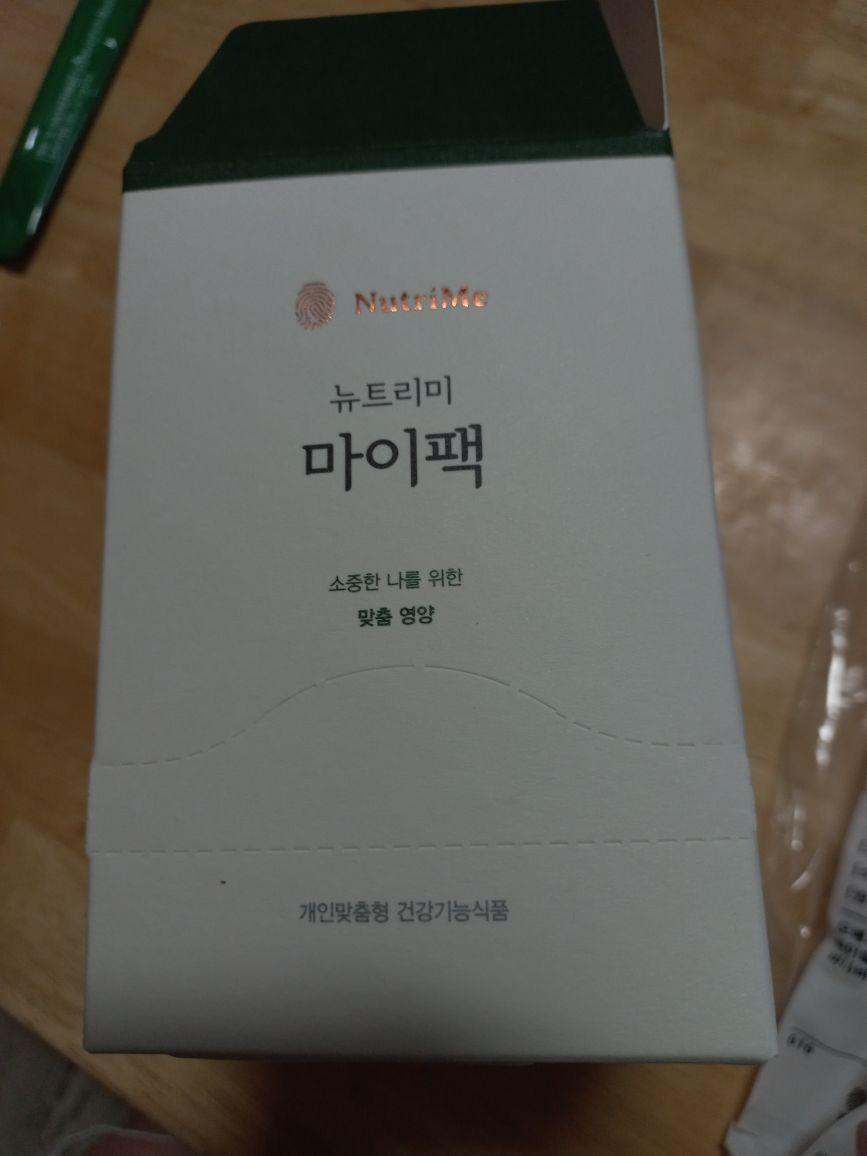 NutriMe
뉴트리미
마이팩
소중한 나를 위한
맞춤 영양
개인맞춤형 건강기능식품